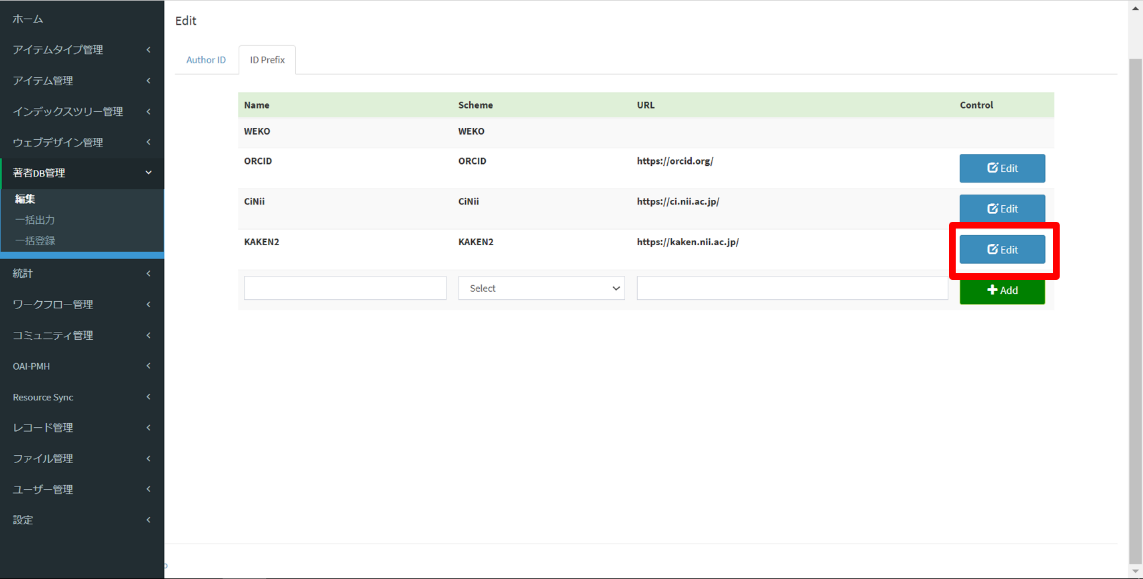 ホーム
アイテムタイプ管理
アイテム管理
インデックスツリー管理
ウェブデザイン管理
著者DB管理
編集
一括出力
一括登録
統計
ワークフロー管理
コミュニティ管理
OAI-PMH
Resource Sync
レコード管理
ファイル管理
ユーザー管理
設定
Edit
Author ID ID Prefix
Name Scheme URL Control
WEKO WEKO
ORCID ORCID https://orcid.org/ Edit
CiNii CiNii https://ci.nii.ac.jp/ Edit
KAKEN2 KAKEN2 https://kaken.nii.ac.jp/ Edit
Select Add